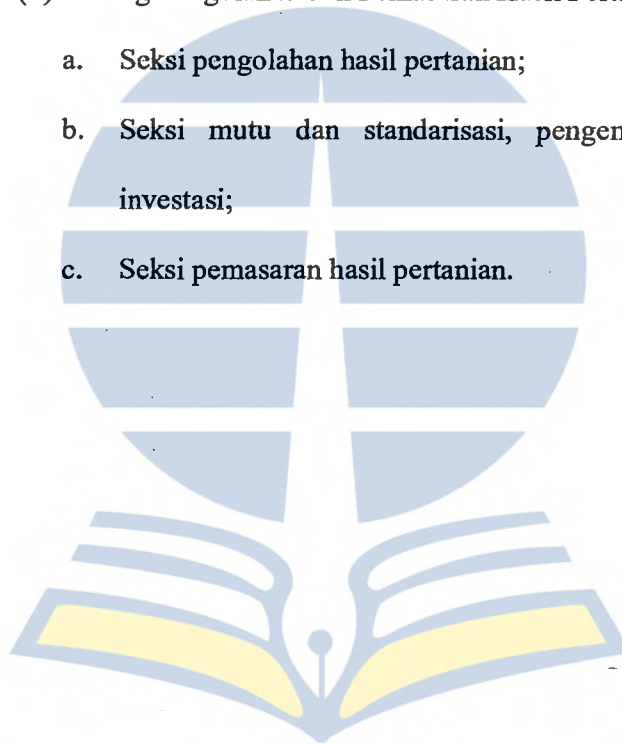 a. Seksi pengolahan hasil pertanian;
b. Seksi mutu dan standarisasi,
investasi;
c. Seksi pemasaran hasil pertanian.